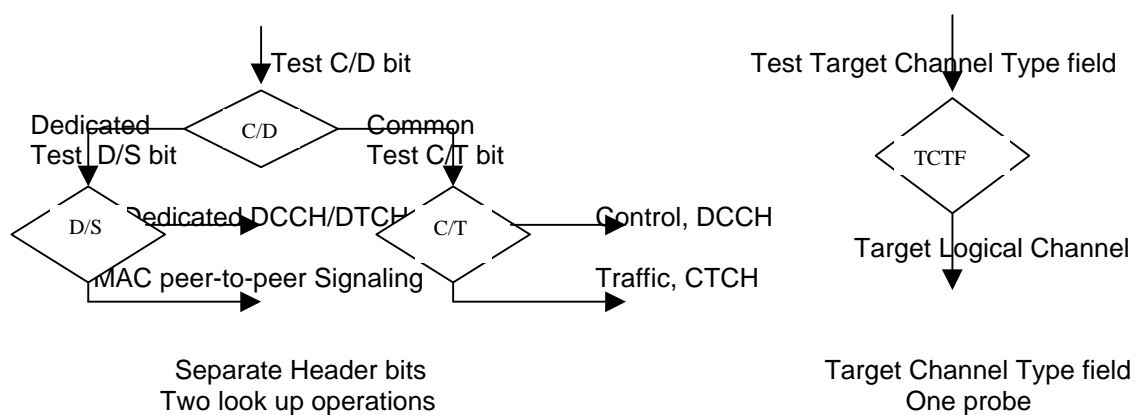 Test C/D bit
Test Target Channel Type field
C/D
Dedicated
Test D/S bit
Common
Test C/T bit
TCTF
D/S
Dedicated DCCH/DTCH
C/T
Control, DCCH
Target Logical Channel
MAC peer-to-peer Signaling
Traffic, CTCH
Separate Header bits
Two look up operations
Target Channel Type field
One probe